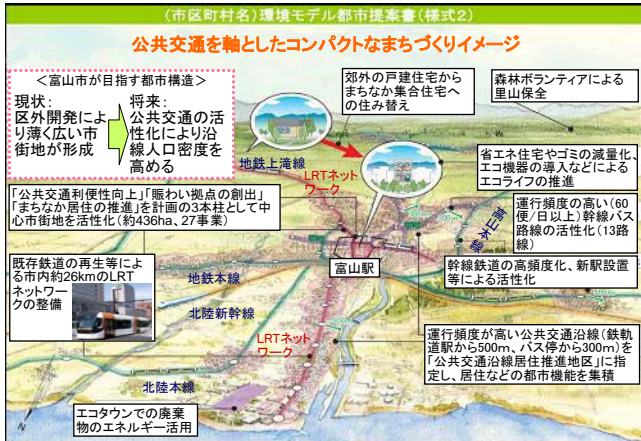 (市区町村名)環境モデル都市提案書(様式2)
公共交通を軸としたコンパクトなまちづくりイメージ
＜富山市が目指す都市構造＞
現状:
区外開発によ
り薄く広い市
街地が形成
将来:
公共交通の活
性化により沿
線人口密度を
高める
郊外の戸建住宅から
まちなか集合住宅へ
の住み替え
森林ボランティアによる
里山保全
地鉄上滝線
LRTネット
ワーク
省エネ住宅やゴミの減量化、
エコ機器の導入などによる
エコライフの推進
「公共交通利便性向上」「賑わい拠点の創出」
「まちなか居住の推進」を計画の3本柱として中
心市街地を活性化(約436ha、27事業)
高山本線
運行頻度の高い(60
便/日以上)幹線バス
路線の活性化(13路
線)
富山駅
既存鉄道の再生等によ
る市内約26kmのLRT
ネットワークの整備
地鉄本線
幹線鉄道の高頻度化、新駅設置
等による活性化
北陸新幹線
LRTネット
ワーク
運行頻度が高い公共交通沿線(鉄軌
道駅から500m、バス停から300m)を
「公共交通沿線居住推進地区」に指
定し、居住などの都市機能を集積
北陸本線
エコタウンでの廃棄
物のエネルギー活用
N